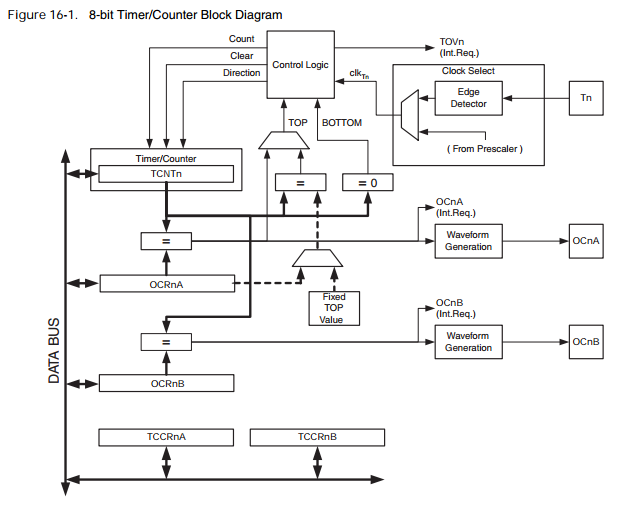 Figure 16-1. 8-bit Timer/Counter Block Diagram
Count
Clear
Direction
Control Logic
TOVn
(Int.Req.)
clkTn
Clock Select
Edge
Detector
Tn
( From Prescaler )
TOP
BOTTOM
Timer/Counter
TCNTn
=
= 0
OCnA
(Int.Req.)
=
Waveform
Generation
OCnA
OCRnA
Fixed
TOP
Value
OCnB
(Int.Req.)
=
Waveform
Generation
OCnB
OCRnB
DATA BUS
TCCRnA
TCCRnB